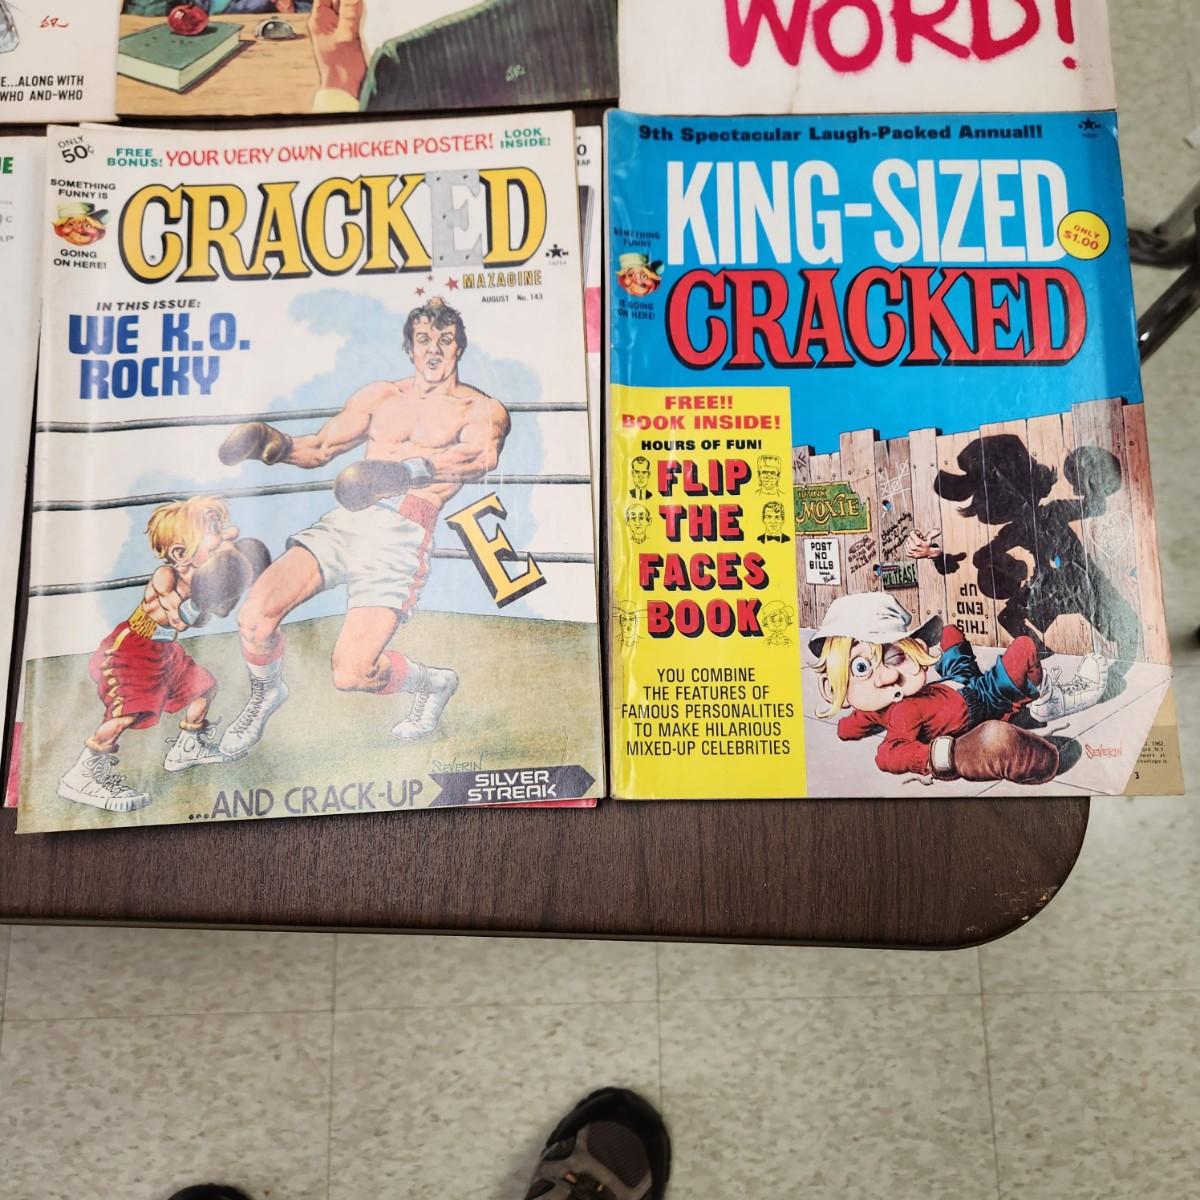 E...ALONG WITH
WHO AND-WHO
WORD!
ONLY
50¢
FREE
BONUS!
YOUR VERY OWN CHICKEN POSTER!
LOOK
INSIDE!
SOMETHING
FUNNY IS
GOING
ON HERE!
CRACKED
MAZAGINE
AUGUST No. 143
IN THIS ISSUE:
WE K.O.
ROCKY
E
SEVERIN
...AND CRACK-UP
SILVER
STREAK
9th Spectacular Laugh-Packed Annual!!
KING-SIZED
CRACKED
ONLY
$1.00
SOMETHING
FUNNY
IS GOING
ON HERE!
FREE!!
BOOK INSIDE!
HOURS OF FUN!
FLIP
THE
FACES
BOOK
YOU COMBINE
THE FEATURES OF
FAMOUS PERSONALITIES
TO MAKE HILARIOUS
MIXED-UP CELEBRITIES
MOXIE
POST
NO
BILLS
THIS
END
UP
SEVERIN
3